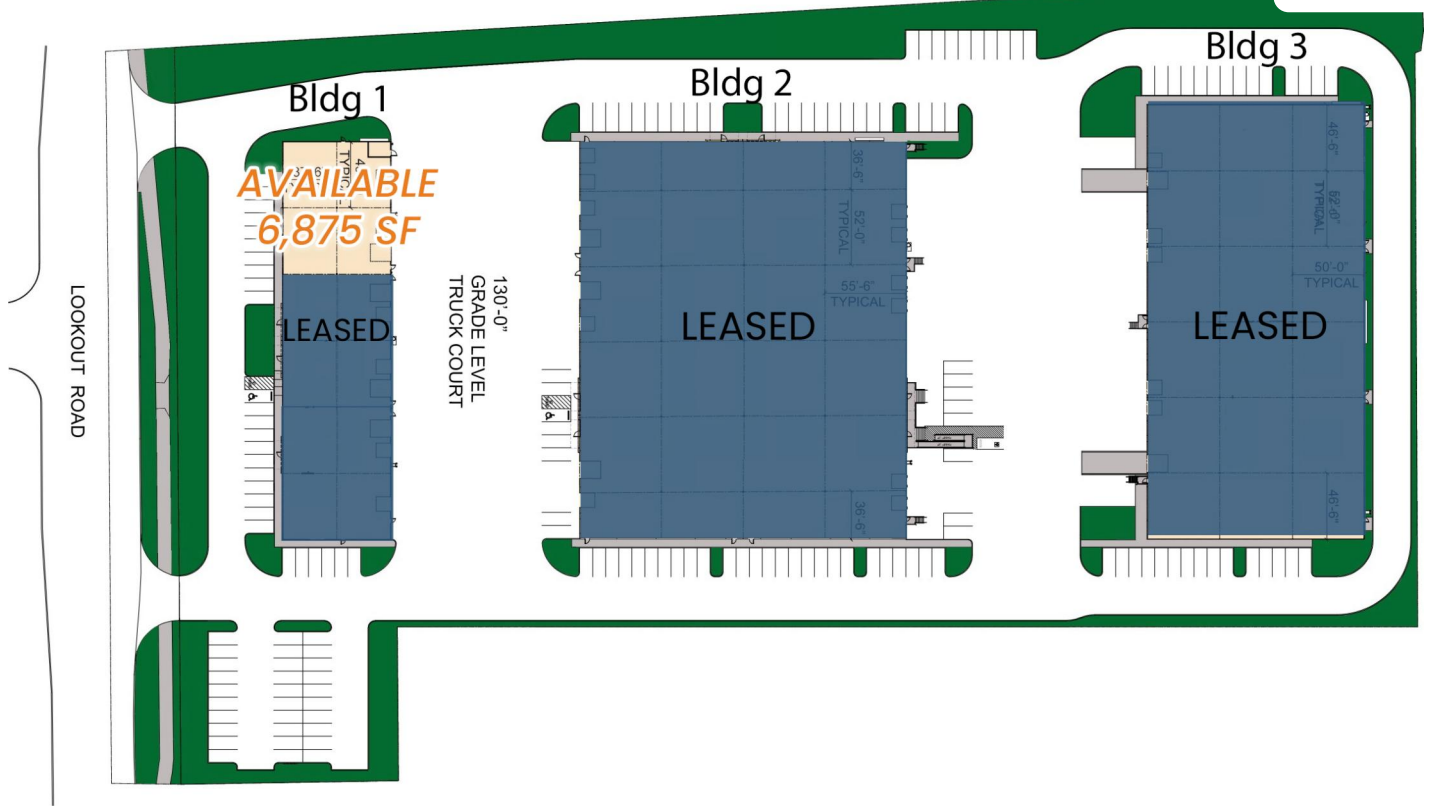 Bldg 1
Bldg 2
Bldg 3
AVAILABLE
6,875 SF
LEASED
LOOKOUT ROAD
130'-0"
GRADE LEVEL
TRUCK COURT
LEASED
36'-6"
52'-0"
TYPICAL
55'-6"
TYPICAL
36'-6"
LEASED
46'-6"
TYPICAL
50'-0"
TYPICAL
46'-6"